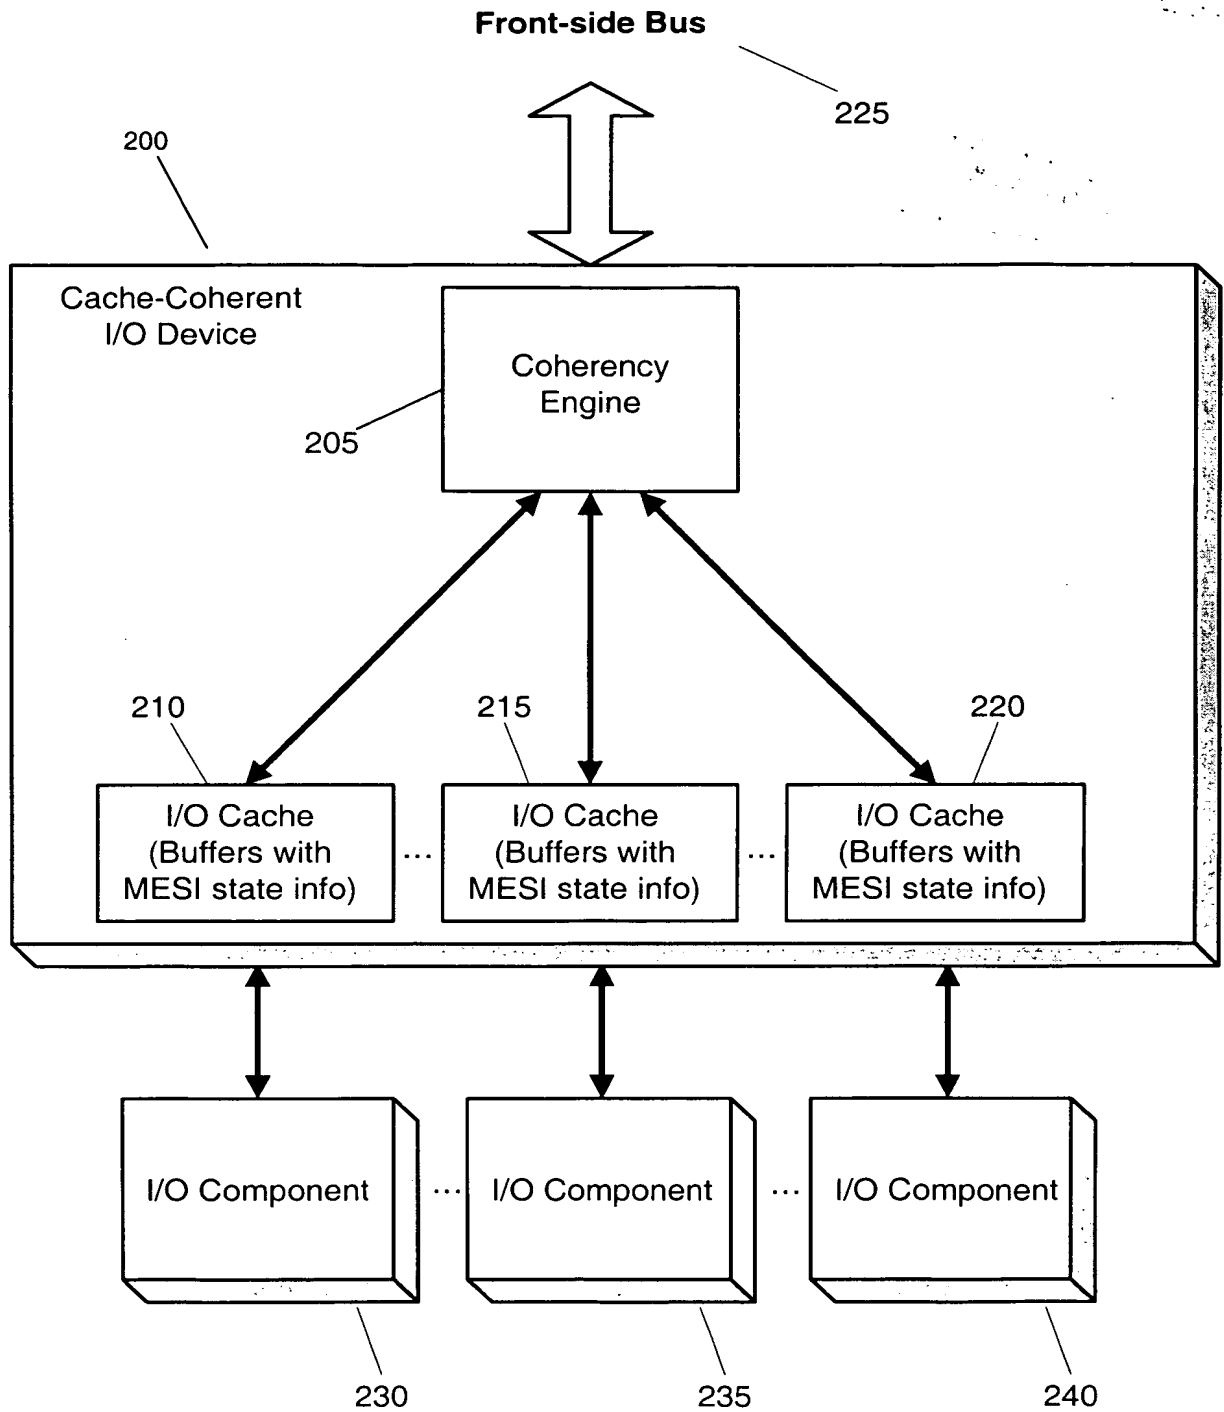 Front-side Bus
225
200
Cache-Coherent
I/O Device
Coherency
Engine
205
210
215
220
I/O Cache
(Buffers with
MESI state info)
...
I/O Cache
(Buffers with
MESI state info)
...
I/O Cache
(Buffers with
MESI state info)
I/O Component
...
I/O Component
...
I/O Component
230
235
240